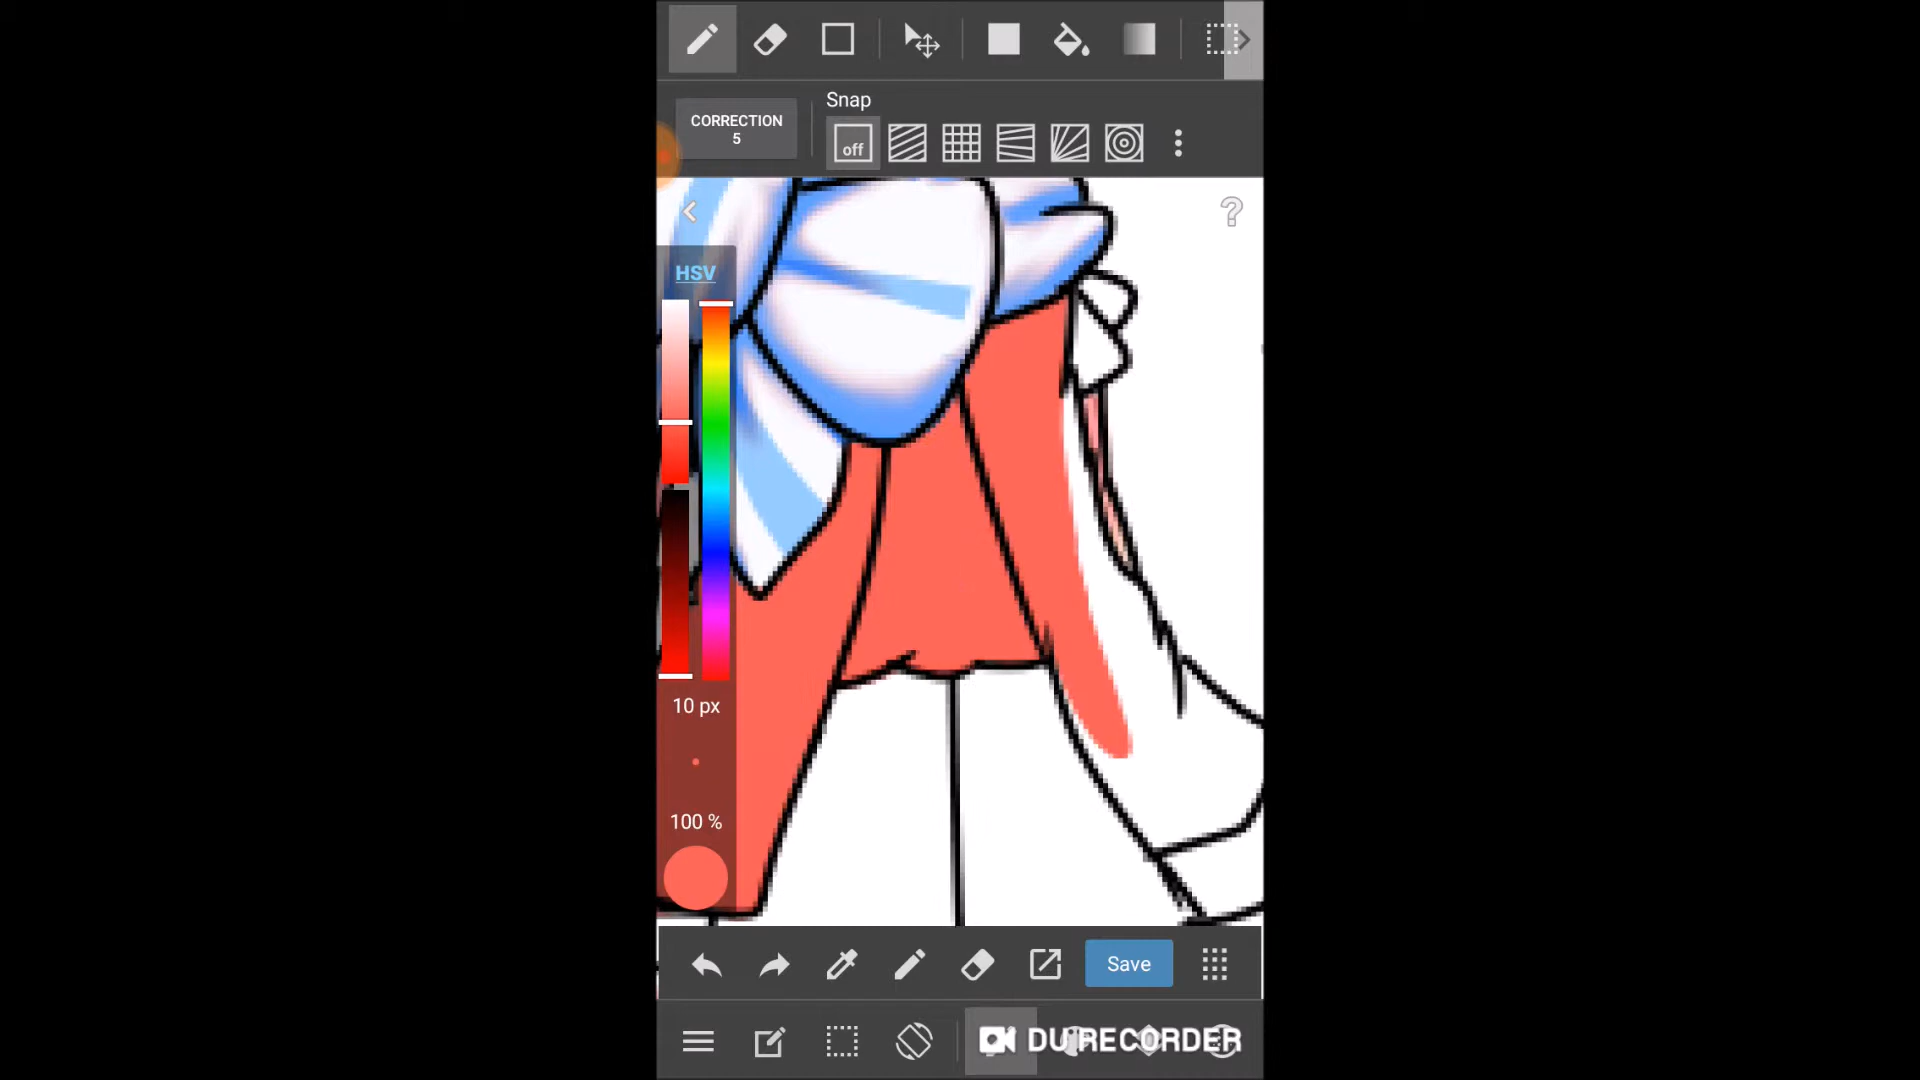 CORRECTION
5
Snap
off
HSV
10 px
100 %
Save
DU RECORDER